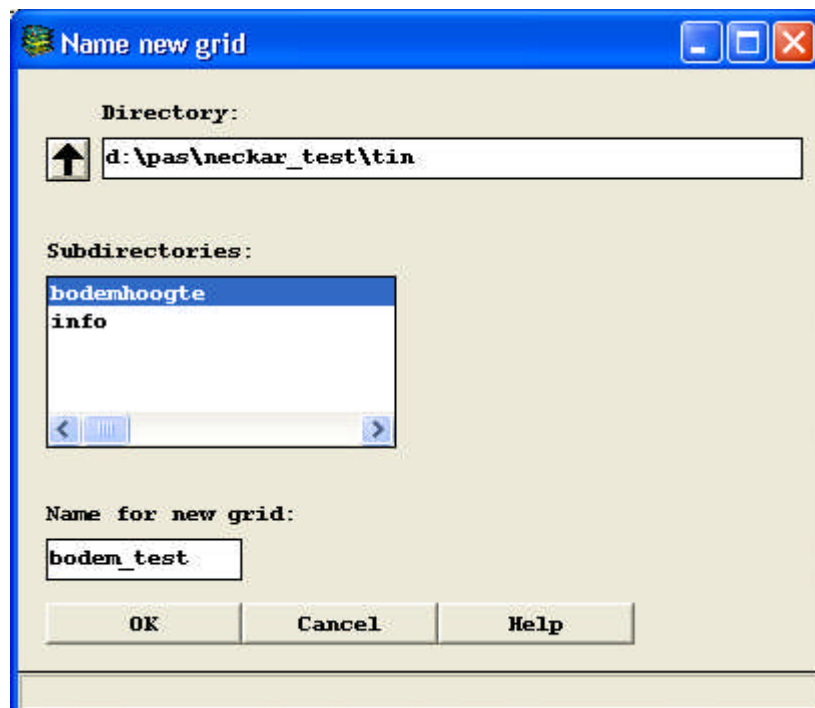 Name new grid
Directory:
d:\pas\neckar_test\tin
Subdirectories:
bodemhoogte
info
Name for new grid:
bodem_test
OK Cancel Help